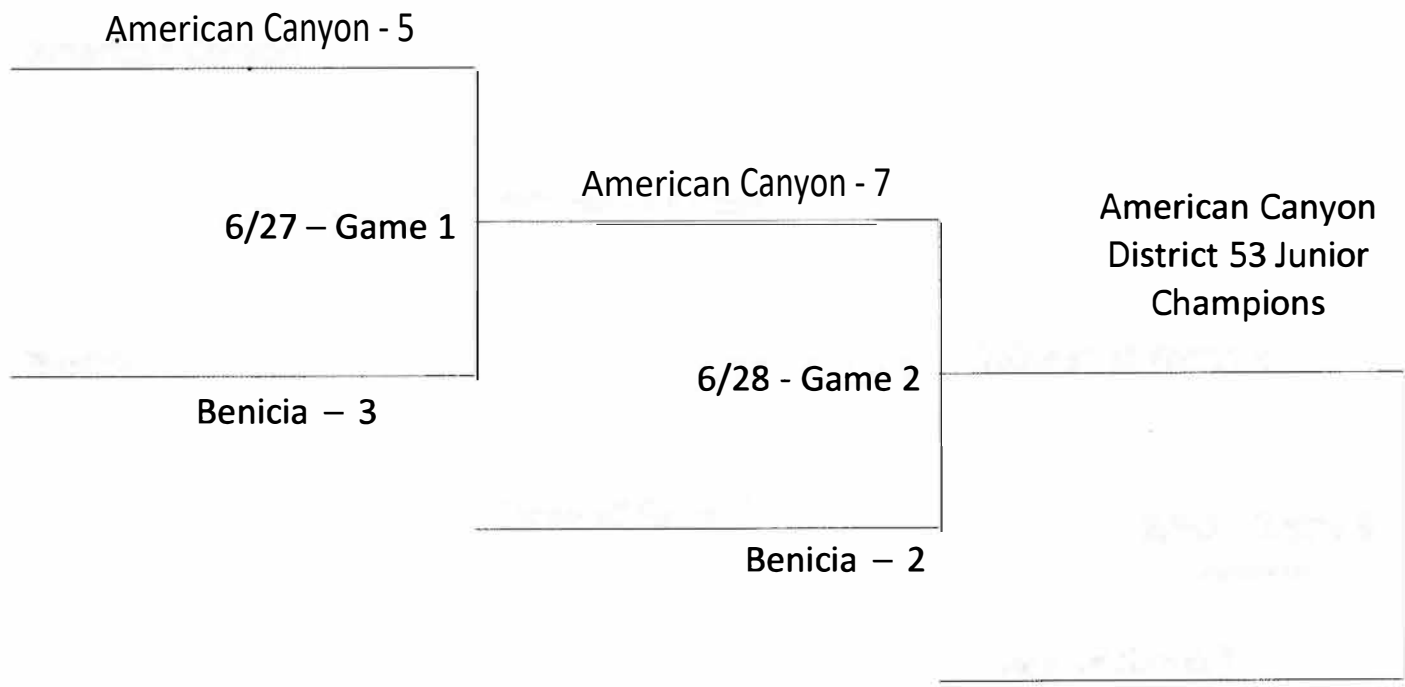 American Canyon - 5
American Canyon - 7
6/27 – Game 1
American Canyon
District 53 Junior
Champions
6/28 - Game 2
Benicia – 3
Benicia – 2